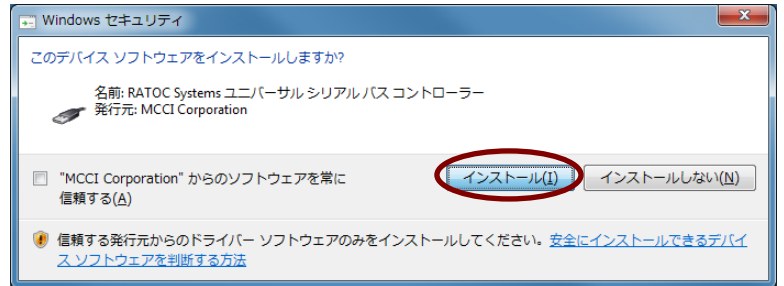 Windows セキュリティ
このデバイス ソフトウェアをインストールしますか?
名前: RATOC Systems ユニバーサル シリアル バス コントローラー
発行元: MCCI Corporation
"MCCI Corporation" からのソフトウェアを常に
信頼する(A)
インストール(I)
インストールしない(N)
信頼する発行元からのドライバー ソフトウェアのみをインストールしてください。安全にインストールできるデバイ
ス ソフトウェアを判断する方法